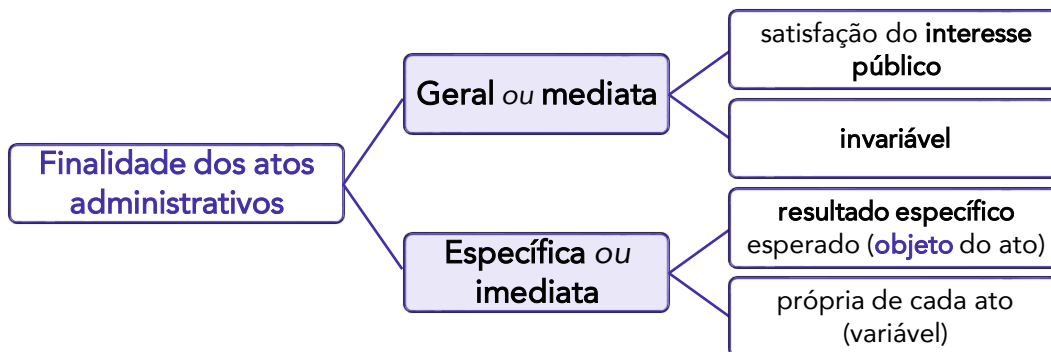 Finalidade dos atos
administrativos
Geral ou mediata
satisfação do interesse
público
invariável
Específica ou
imediata
resultado específico
esperado (objeto do ato)
própria de cada ato
(variável)